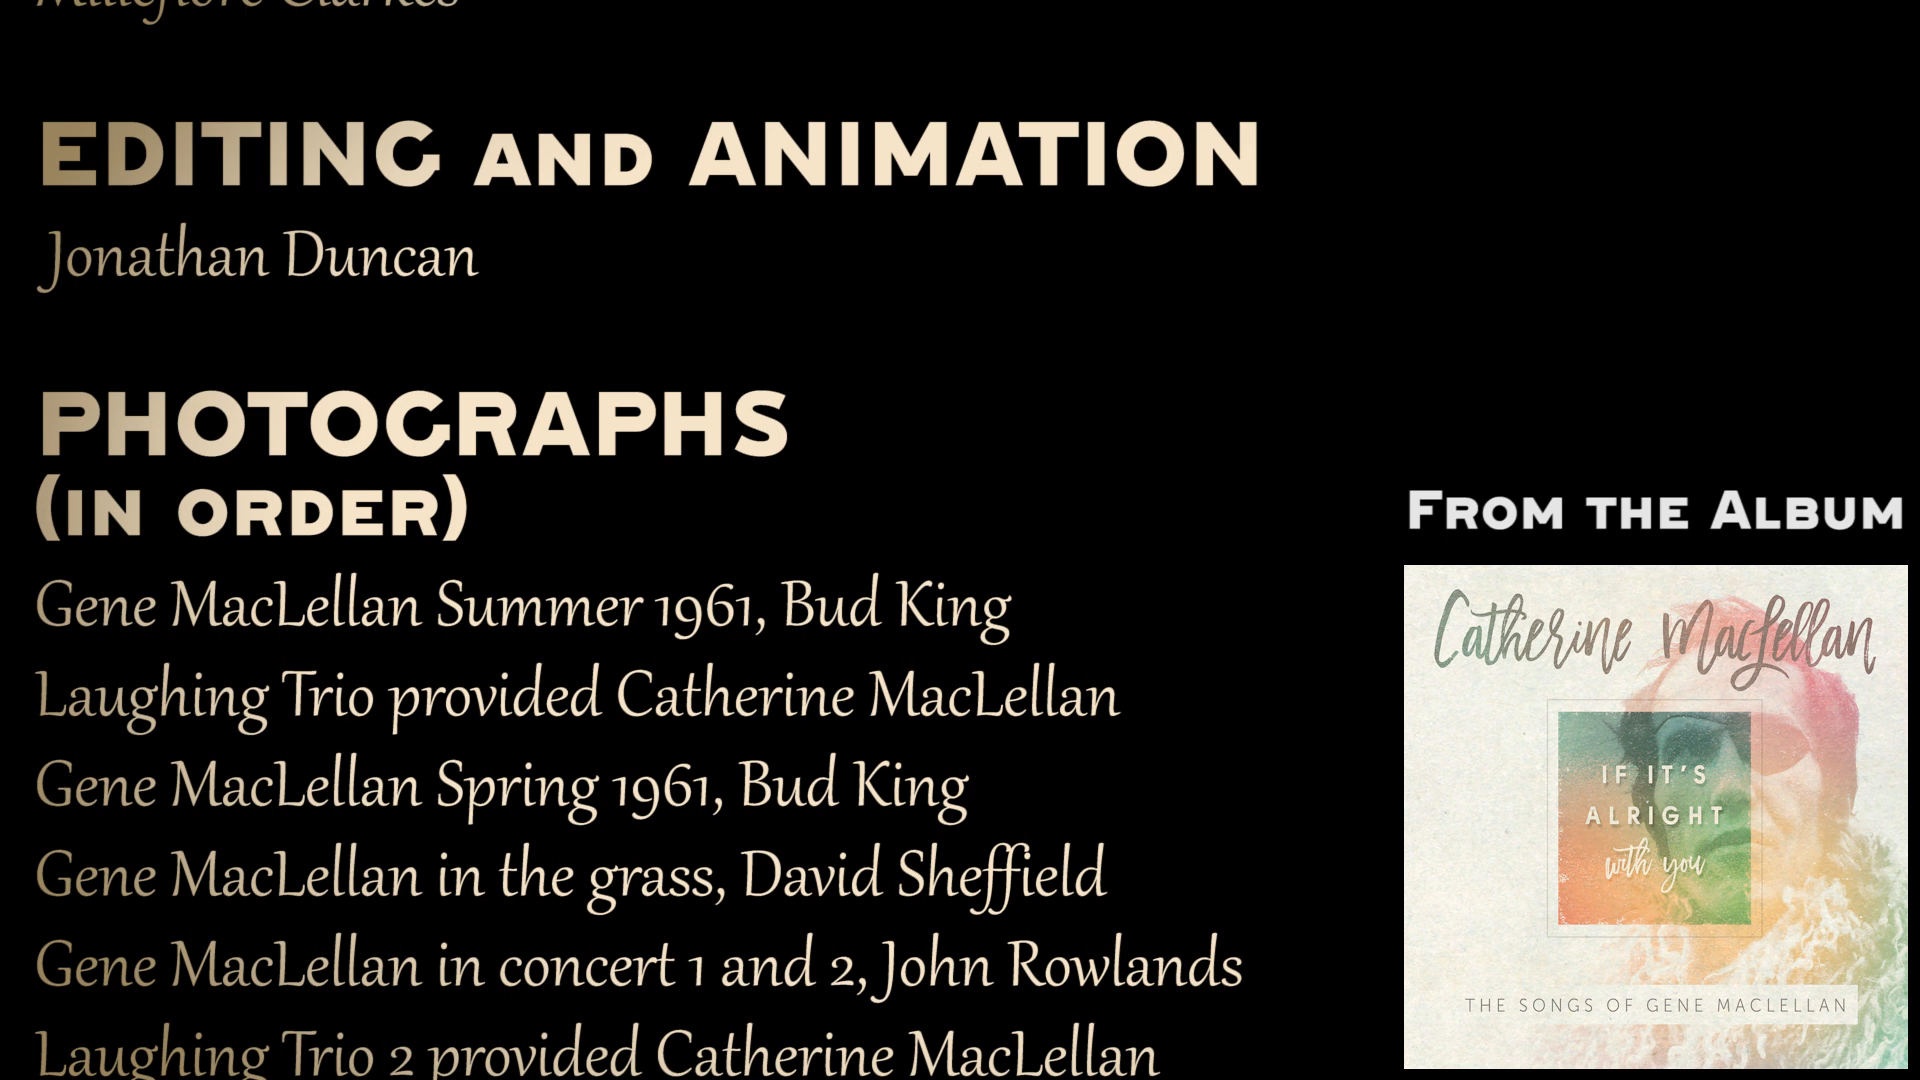 Millefiore Clarkes
EDITING AND ANIMATION
Jonathan Duncan
PHOTOGRAPHS
(IN ORDER)
Gene MacLellan Summer 1961, Bud King
Laughing Trio provided Catherine MacLellan
Gene MacLellan Spring 1961, Bud King
Gene MacLellan in the grass, David Sheffield
Gene MacLellan in concert 1 and 2, John Rowlands
Laughing Trio 2 provided Catherine MacLellan
FROM THE ALBUM
Catherine MacLellan
IF IT'S
ALRIGHT
with you
THE SONGS OF GENE MACLELLAN